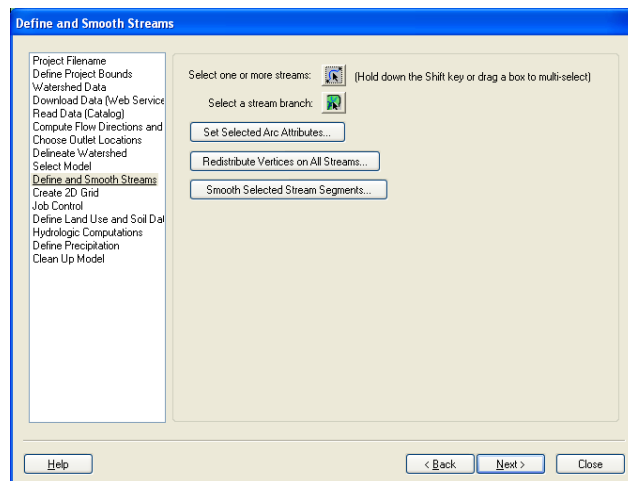 Define and Smooth Streams
Project Filename
Define Project Bounds
Watershed Data
Download Data (Web Service
Read Data (Catalog)
Compute Flow Directions and
Choose Outlet Locations
Delineate Watershed
Select Model
Define and Smooth Streams
Create 2D Grid
Job Control
Define Land Use and Soil Dat
Hydrologic Computations
Define Precipitation
Clean Up Model
Select one or more streams: (Hold down the Shift key or drag a box to multi-select)
Select a stream branch:
Set Selected Arc Attributes...
Redistribute Vertices on All Streams...
Smooth Selected Stream Segments...
Help
< Back
Next >
Close